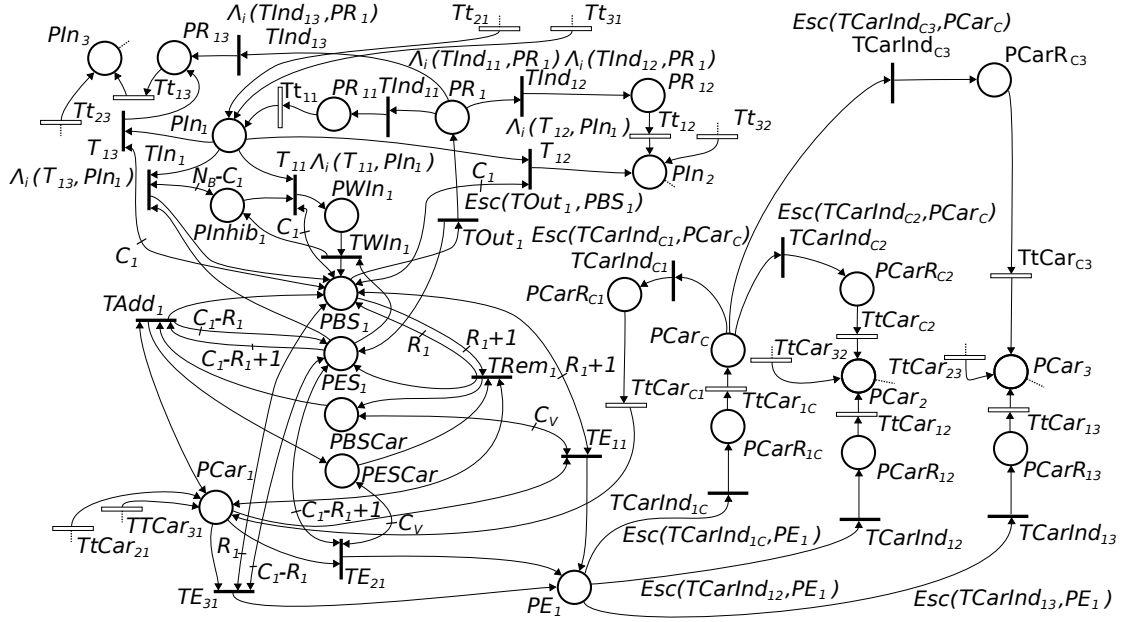 Λi(TInd13,PR1)
Tt21
Tt31
Esc(TCarIndC3,PCarC)
PIn3
PR13
TInd13
TCarIndC3
PCarRC3
Λi(TInd11,PR1)
Λi(TInd12,PR1)
Tt13
Tt11
PR11
TInd11
PR1
TInd12
PR12
Tt23
PIn1
Λi(T12,PIn1)
Tt12
Tt32
T13
TIn1
T11
Λi(T11,PIn1)
T12
PIn2
Λi(T13,PIn1)
NB-C1
PWIn1
C1
Esc(TOut1,PBS1)
Esc(TCarIndC2,PCarC)
PInhib1
C1
TWIn1
TOut1
Esc(TCarIndC1,PCarC)
TCarIndC2
C1
TCarIndC1
PCarRC2
TtCarC3
PCarRC1
TAdd1
C1-R1
PBS1
R1
R1+1
PCarC
TtCarC2
TtCar32
TtCar23
PCar3
C1-R1+1
PES1
TRem1
R1+1
TtCarC1
TtCar1C
PCar2
PBSCar
CV
TE11
TtCar12
TtCar13
PCar1
PESCar
PCarR1C
PCarR12
PCarR13
TTCar31
C1-R1+1
CV
TCarInd1C
TtCar21
R1
C1-R1
Esc(TCarInd1C,PE1)
TCarInd12
TCarInd13
TE31
TE21
PE1
Esc(TCarInd12,PE1)
Esc(TCarInd13,PE1)